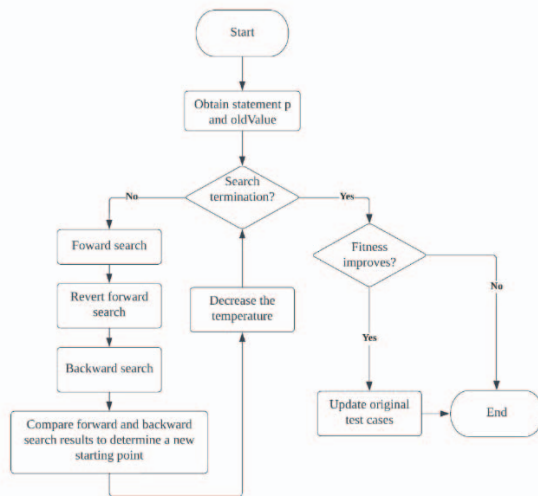 Start
Obtain statement p
and oldValue
Search
termination?
No
Yes
Foward search
Fitness
improves?
Revert forward
search
Decrease the
temperature
No
Yes
Backward search
Compare forward and backward
search results to determine a new
starting point
Update original
test cases
End